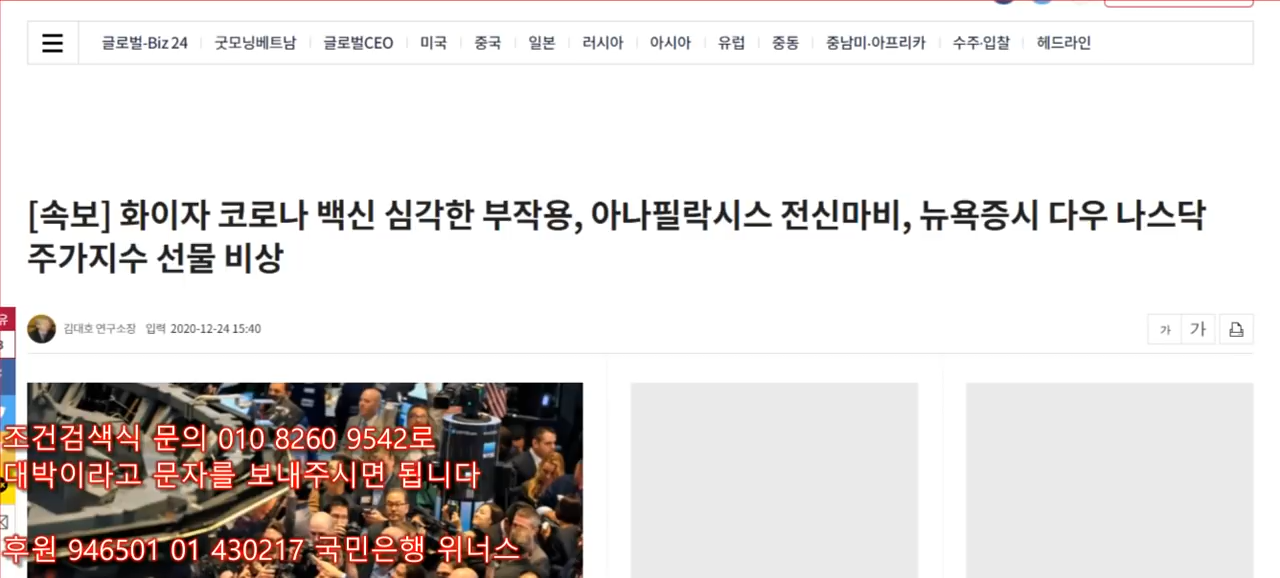 글로벌-Biz 24 굿모닝베트남 글로벌CEO 미국 중국 일본 러시아 아시아 유럽 중동 중남미·아프리카 수주·입찰 헤드라인
[속보] 화이자 코로나 백신 심각한 부작용, 아나필락시스 전신마비, 뉴욕증시 다우 나스닥
주가지수 선물 비상
유
김대호 연구소장 입력 2020-12-24 15:40
가 가
조건검색식 문의 010 8260 9542로
대박이라고 문자를 보내주시면 됩니다
후원 946501 01 430217 국민은행 위너스